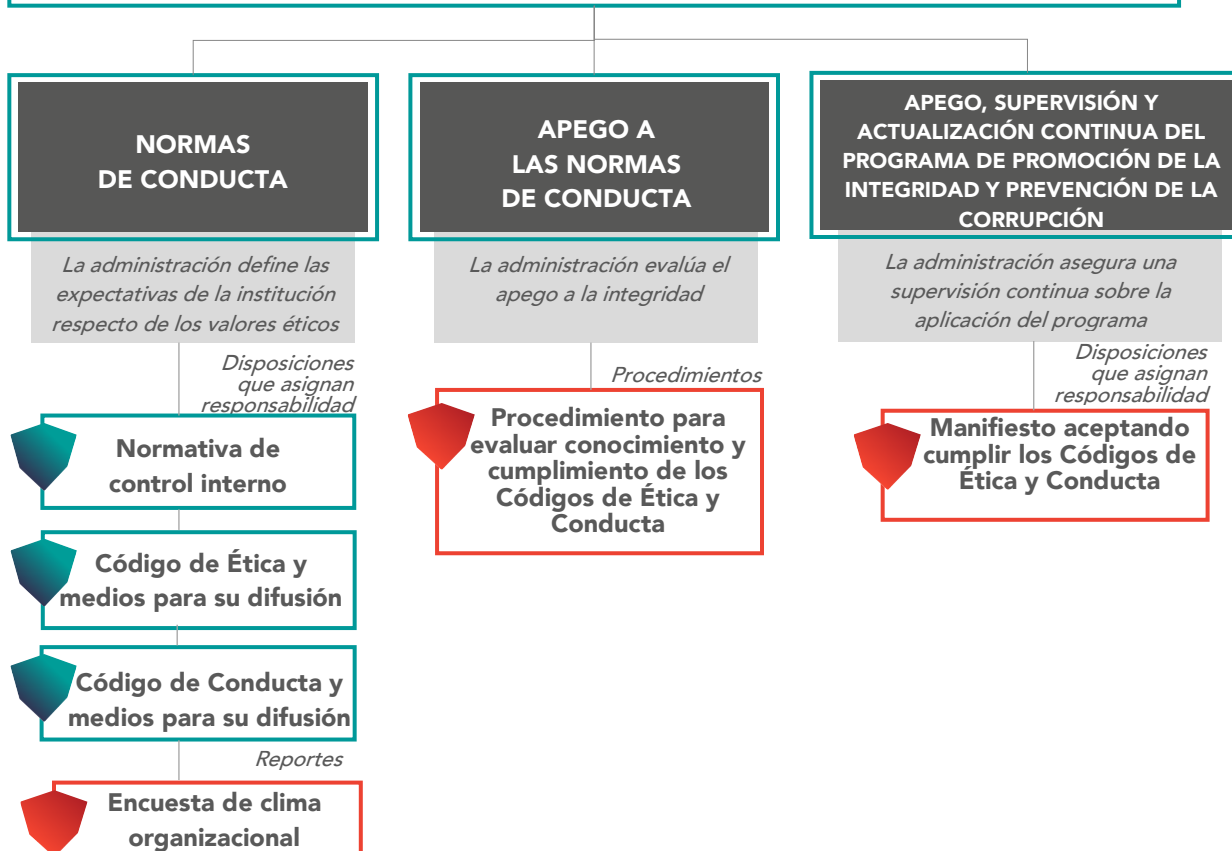 NORMAS
DE CONDUCTA
La administración define las
expectativas de la institución
respecto de los valores éticos
Disposiciones
que asignan
responsabilidad
Normativa de
control interno
Código de Ética y
medios para su difusión
Código de Conducta y
medios para su difusión
Reportes
Encuesta de clima
organizacional
APEGO A
LAS NORMAS
DE CONDUCTA
La administración evalúa el
apego a la integridad
Procedimientos
Procedimiento para
evaluar conocimiento y
cumplimiento de los
Códigos de Ética y
Conducta
APEGO, SUPERVISIÓN Y
ACTUALIZACIÓN CONTINUA DEL
PROGRAMA DE PROMOCIÓN DE LA
INTEGRIDAD Y PREVENCIÓN DE LA
CORRUPCIÓN
La administración asegura una
supervisión continua sobre la
aplicación del programa
Disposiciones
que asignan
responsabilidad
Manifiesto aceptando
cumplir los Códigos de
Ética y Conducta